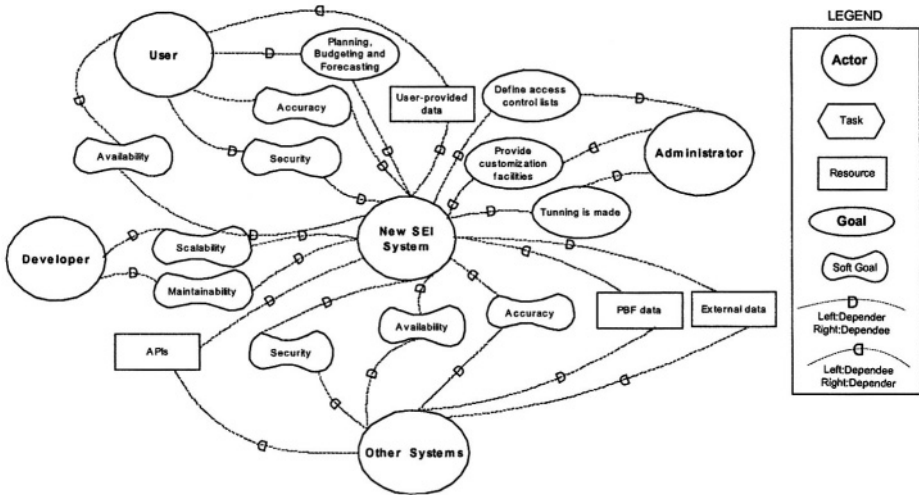 LEGEND
User
Planning,
Budgeting and
Forecasting
Accuracy
User-provided
data
Define access
control lists
Actor
Availability
Security
Provide
customization
facilities
Administrator
Task
Resource
Tunning is made
New SEI
System
Goal
Developer
Scalability
Maintainability
Soft Goal
D
Left:Depender
Right:Dependee
APIs
Security
Availability
Accuracy
PBF data
External data
D
Left:Dependee
Right:Depender
Other Systems